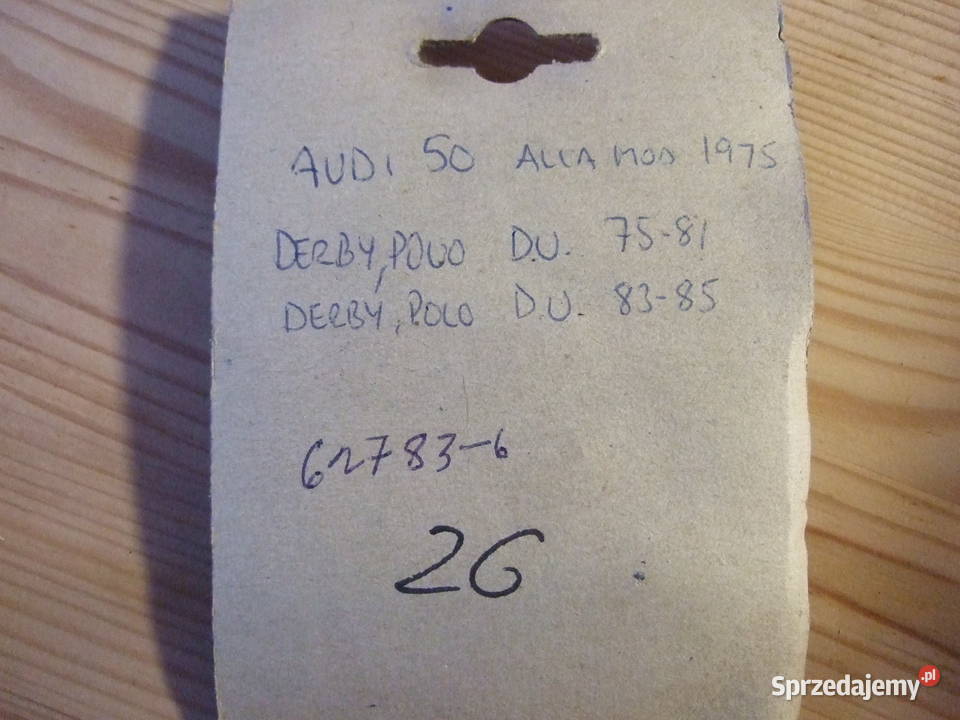 AUDI 50 ALLA MOD 1975
DERBY, POLO D.U. 75-81
DERBY, POLO D.U. 83-85
62783-6
26
Sprzedajemy.pl